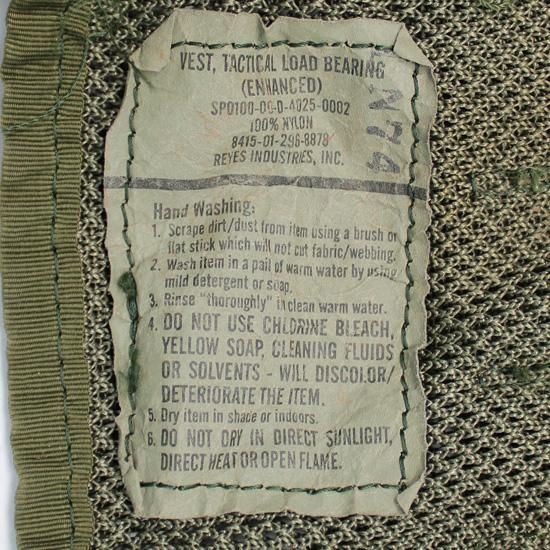 VEST, TACTICAL LOAD BEARING
(ENHANCED)
SP0100-00-0-4025-0002
100% NYLON
8415-01-296-8878
REYES INDUSTRIES, INC.
N74
Hand Washing:
1. Scrape dirt/dust from item using a brush or
flat stick which will not cut fabric/webbing.
2. Wash item in a pail of warm water by using
mild detergent or soap.
3. Rinse "thoroughly" in clean warm water.
4. DO NOT USE CHLORINE BLEACH,
YELLOW SOAP, CLEANING FLUIDS
OR SOLVENTS - WILL DISCOLOR/
DETERIORATE THE ITEM.
5. Dry item in shade or indoors.
6. DO NOT DRY IN DIRECT SUNLIGHT,
DIRECT HEAT OR OPEN FLAME.